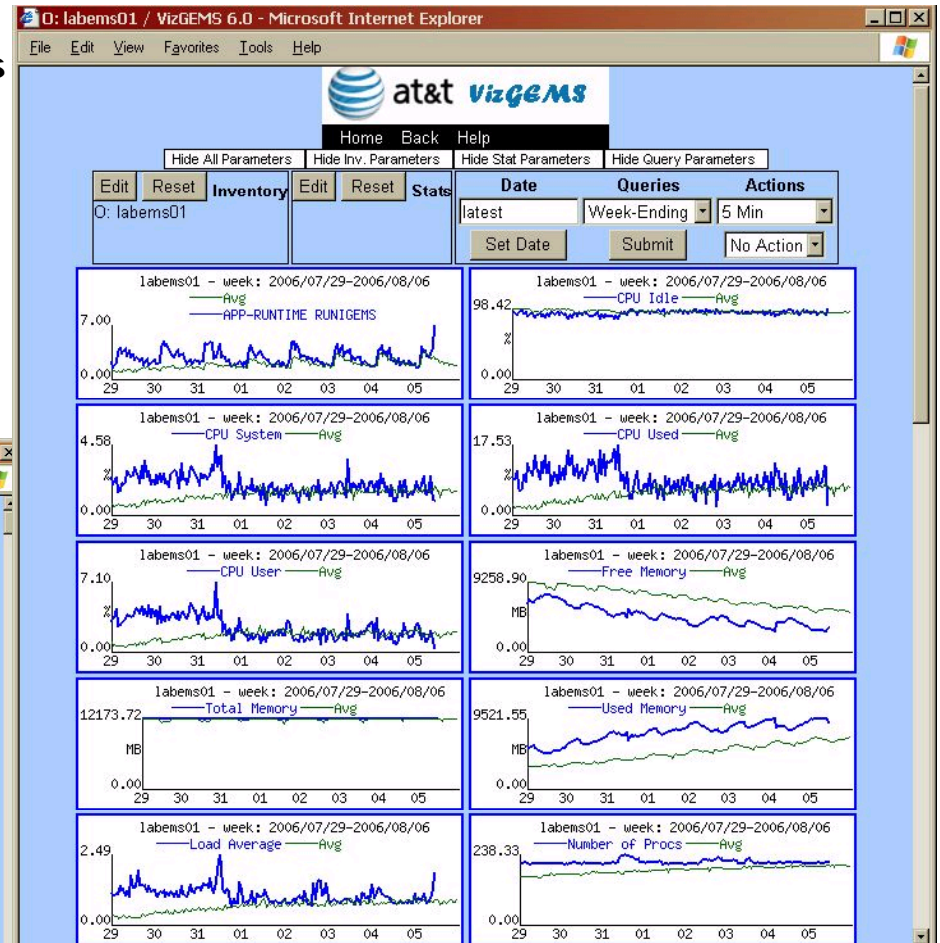 O: labems01 / VizGEMS 6.0 - Microsoft Internet Explorer
File Edit View Favorites Tools Help
s
at&t VizGEMS
Home Back Help
Hide All Parameters Hide Inv. Parameters Hide Stat Parameters Hide Query Parameters
Edit Reset Inventory Edit Reset Stats Date Queries Actions
O: labems01 latest Week-Ending 5 Min
Set Date Submit No Action
labems01 - week: 2006/07/29-2006/08/06
Avg
APP-RUNTIME RUNIGEMS
7.00
0.00
29 30 31 01 02 03 04 05
labems01 - week: 2006/07/29-2006/08/06
CPU Idle Avg
98.42
%
0.00
29 30 31 01 02 03 04 05
labems01 - week: 2006/07/29-2006/08/06
CPU System Avg
4.58
%
0.00
29 30 31 01 02 03 04 05
labems01 - week: 2006/07/29-2006/08/06
CPU Used Avg
17.53
%
0.00
29 30 31 01 02 03 04 05
labems01 - week: 2006/07/29-2006/08/06
CPU User Avg
7.10
%
0.00
29 30 31 01 02 03 04 05
labems01 - week: 2006/07/29-2006/08/06
Free Memory Avg
9258.90
MB
0.00
29 30 31 01 02 03 04 05
labems01 - week: 2006/07/29-2006/08/06
Total Memory Avg
12173.72
MB
0.00
29 30 31 01 02 03 04 05
labems01 - week: 2006/07/29-2006/08/06
Used Memory Avg
9521.55
MB
0.00
29 30 31 01 02 03 04 05
labems01 - week: 2006/07/29-2006/08/06
Load Average Avg
2.49
0.00
29 30 31 01 02 03 04 05
labems01 - week: 2006/07/29-2006/08/06
Number of Procs Avg
238.33
0.00
29 30 31 01 02 03 04 05